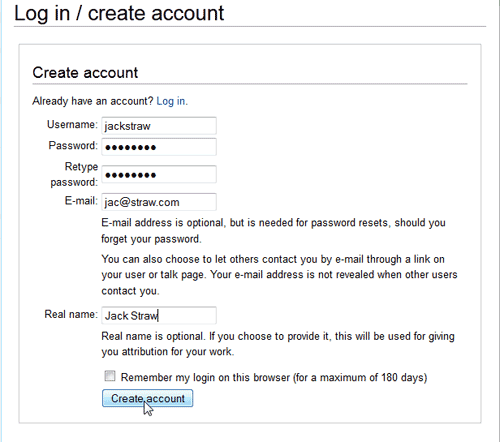 Log in / create account
Create account
Already have an account? Log in.
Username: jackstraw
Password: ●●●●●●●●
Retype
password: ●●●●●●●●
E-mail: jac@straw.com
E-mail address is optional, but is needed for password resets, should you
forget your password.
You can also choose to let others contact you by e-mail through a link on
your user or talk page. Your e-mail address is not revealed when other users
contact you.
Real name: Jack Straw
Real name is optional. If you choose to provide it, this will be used for giving
you attribution for your work.
Remember my login on this browser (for a maximum of 180 days)
Create account